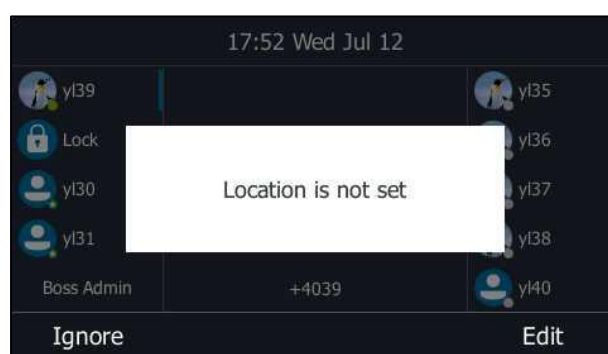 17:52 Wed Jul 12
yl39
yl35
Lock
yl36
Location is not set
yl30
yl37
yl31
yl38
Boss Admin
+4039
yl40
Ignore
Edit